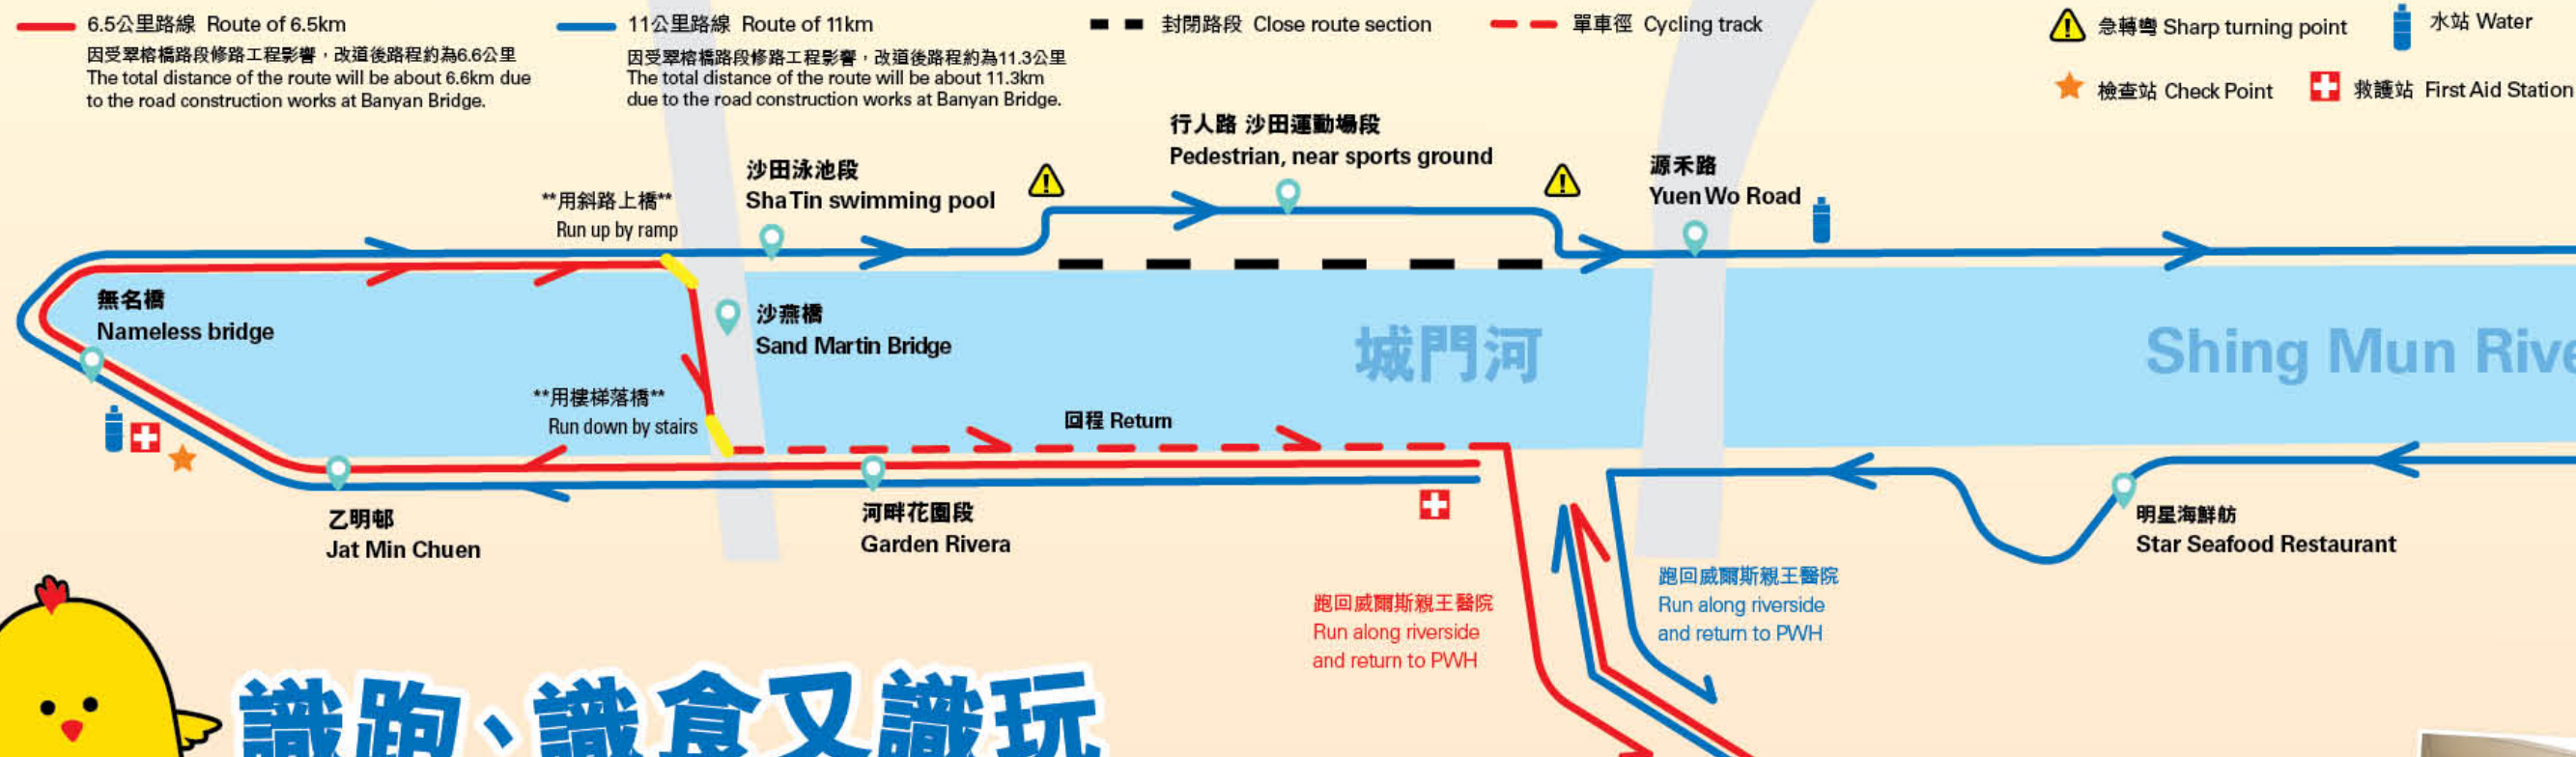 6.5公里路線 Route of 6.5km
因受翠榕橋路段修路工程影響，改道後路程約為6.6公里
The total distance of the route will be about 6.6km due
to the road construction works at Banyan Bridge.
11公里路線 Route of 11km
因受翠榕橋路段修路工程影響，改道後路程約為11.3公里
The total distance of the route will be about 11.3km
due to the road construction works at Banyan Bridge.
封閉路段 Close route section
單車徑 Cycling track
急轉彎 Sharp turning point
水站 Water
檢查站 Check Point
救護站 First Aid Station
行人路 沙田運動場段
Pedestrian, near sports ground
沙田泳池段
Sha Tin swimming pool
源禾路
Yuen Wo Road
**用斜路上橋**
Run up by ramp
無名橋
Nameless bridge
沙燕橋
Sand Martin Bridge
城門河
Shing Mun Rive
**用樓梯落橋**
Run down by stairs
回程 Return
乙明邨
Jat Min Chuen
河畔花園段
Garden Rivera
明星海鮮舫
Star Seafood Restaurant
跑回威爾斯親王醫院
Run along riverside
and return to PWH
跑回威爾斯親王醫院
Run along riverside
and return to PWH
識跑、識食又識玩